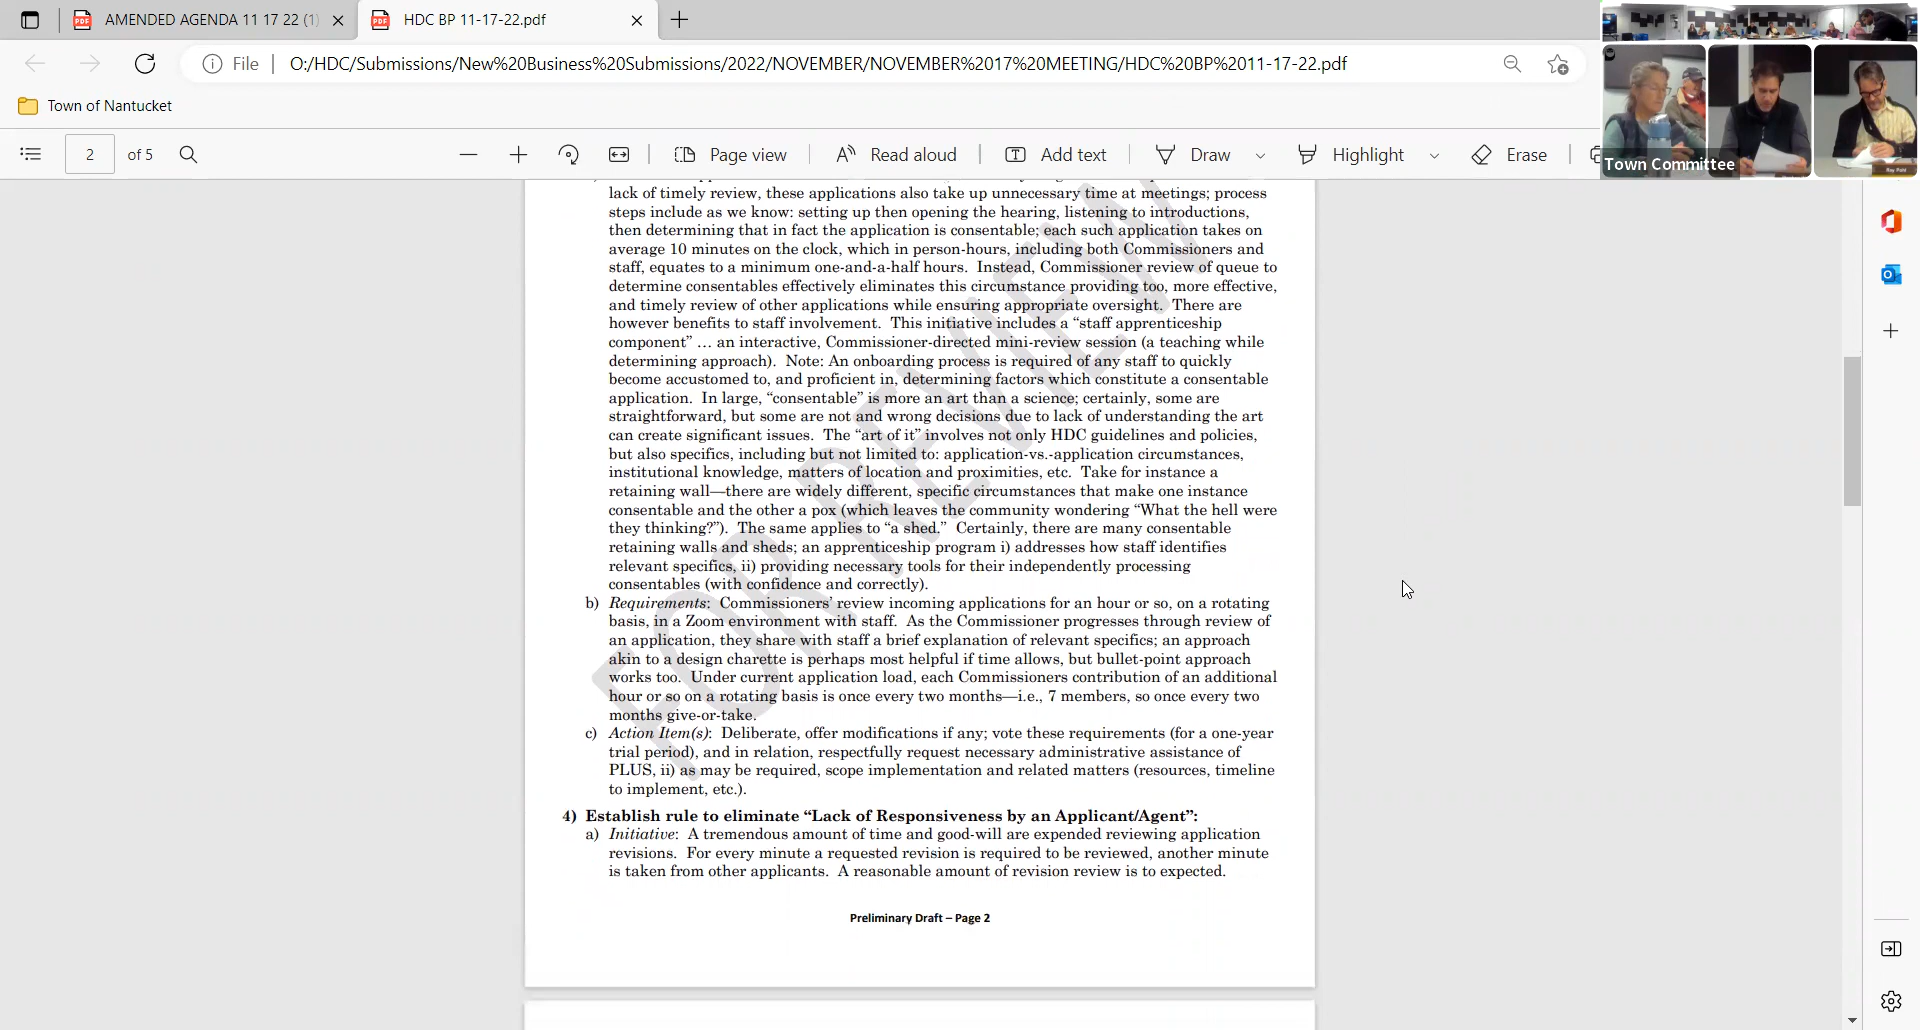 AMENDED AGENDA 11 17 22 (1)
HDC BP 11-17-22.pdf
File
O:/HDC/Submissions/New%20Business%20Submissions/2022/NOVEMBER/NOVEMBER%2017%20MEETING/HDC%20BP%2011-17-22.pdf
Town of Nantucket
2 of 5
Page view
Read aloud
Add text
Draw
Highlight
Erase
Town Committee
lack of timely review, these applications also take up unnecessary time at meetings; process
steps include as we know: setting up then opening the hearing, listening to introductions,
then determining that in fact the application is consentable; each such application takes on
average 10 minutes on the clock, which in person-hours, including both Commissioners and
staff, equates to a minimum one-and-a-half hours.  Instead, Commissioner review of queue to
determine consentables effectively eliminates this circumstance providing too, more effective,
and timely review of other applications while ensuring appropriate oversight.  There are
however benefits to staff involvement.  This initiative includes a “staff apprenticeship
component” … an interactive, Commissioner-directed mini-review session (a teaching while
determining approach).  Note: An onboarding process is required of any staff to quickly
become accustomed to, and proficient in, determining factors which constitute a consentable
application.  In large, “consentable” is more an art than a science; certainly, some are
straightforward, but some are not and wrong decisions due to lack of understanding the art
can create significant issues.  The “art of it” involves not only HDC guidelines and policies,
but also specifics, including but not limited to: application-vs.-application circumstances,
institutional knowledge, matters of location and proximities, etc.  Take for instance a
retaining wall—there are widely different, specific circumstances that make one instance
consentable and the other a pox (which leaves the community wondering “What the hell were
they thinking?”).  The same applies to “a shed.”  Certainly, there are many consentable
retaining walls and sheds; an apprenticeship program i) addresses how staff identifies
relevant specifics, ii) providing necessary tools for their independently processing
consentables (with confidence and correctly).
b) Requirements:  Commissioners’ review incoming applications for an hour or so, on a rotating
basis, in a Zoom environment with staff.  As the Commissioner progresses through review of
an application, they share with staff a brief explanation of relevant specifics; an approach
akin to a design charette is perhaps most helpful if time allows, but bullet-point approach
works too.  Under current application load, each Commissioners contribution of an additional
hour or so on a rotating basis is once every two months—i.e., 7 members, so once every two
months give-or-take.
c) Action Item(s):  Deliberate, offer modifications if any; vote these requirements (for a one-year
trial period), and in relation, respectfully request necessary administrative assistance of
PLUS, ii) as may be required, scope implementation and related matters (resources, timeline
to implement, etc.).
4) Establish rule to eliminate “Lack of Responsiveness by an Applicant/Agent”:
a) Initiative:  A tremendous amount of time and good-will are expended reviewing application
revisions.  For every minute a requested revision is required to be reviewed, another minute
is taken from other applicants.  A reasonable amount of revision review is to expected.
Preliminary Draft – Page 2
FOR REVIEW